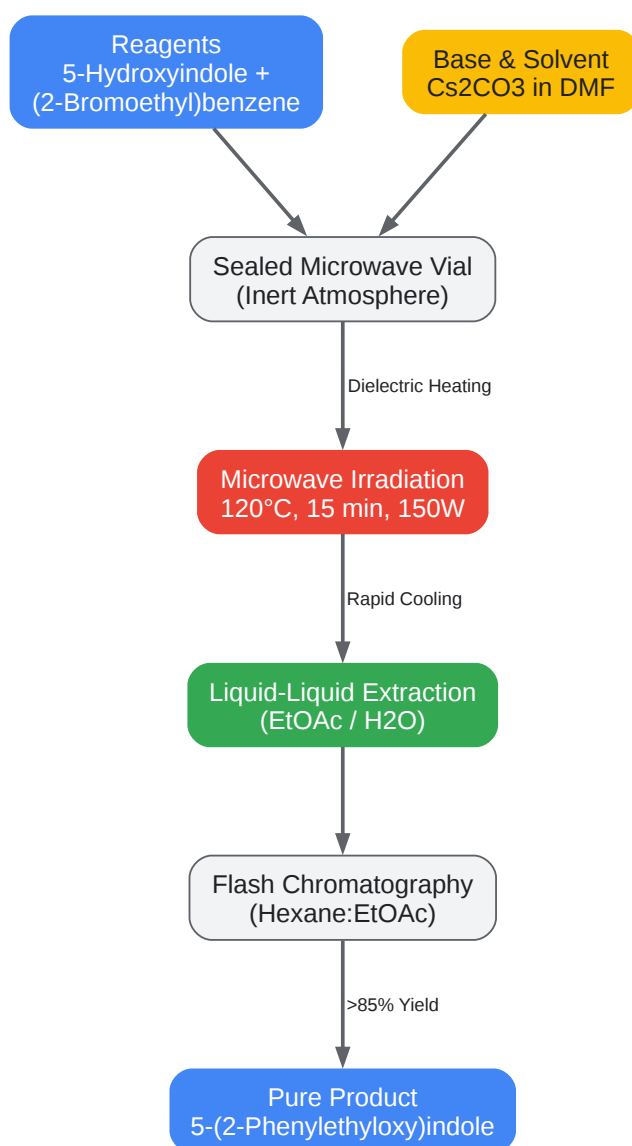 Reagents
5-Hydroxyindole +
(2-Bromoethyl)benzene
Base & Solvent
Cs2CO3 in DMF
Sealed Microwave Vial
(Inert Atmosphere)
Dielectric Heating
Microwave Irradiation
120°C, 15 min, 150W
Rapid Cooling
Liquid-Liquid Extraction
(EtOAc / H2O)
Flash Chromatography
(Hexane:EtOAc)
>85% Yield
Pure Product
5-(2-Phenylethyloxy)indole